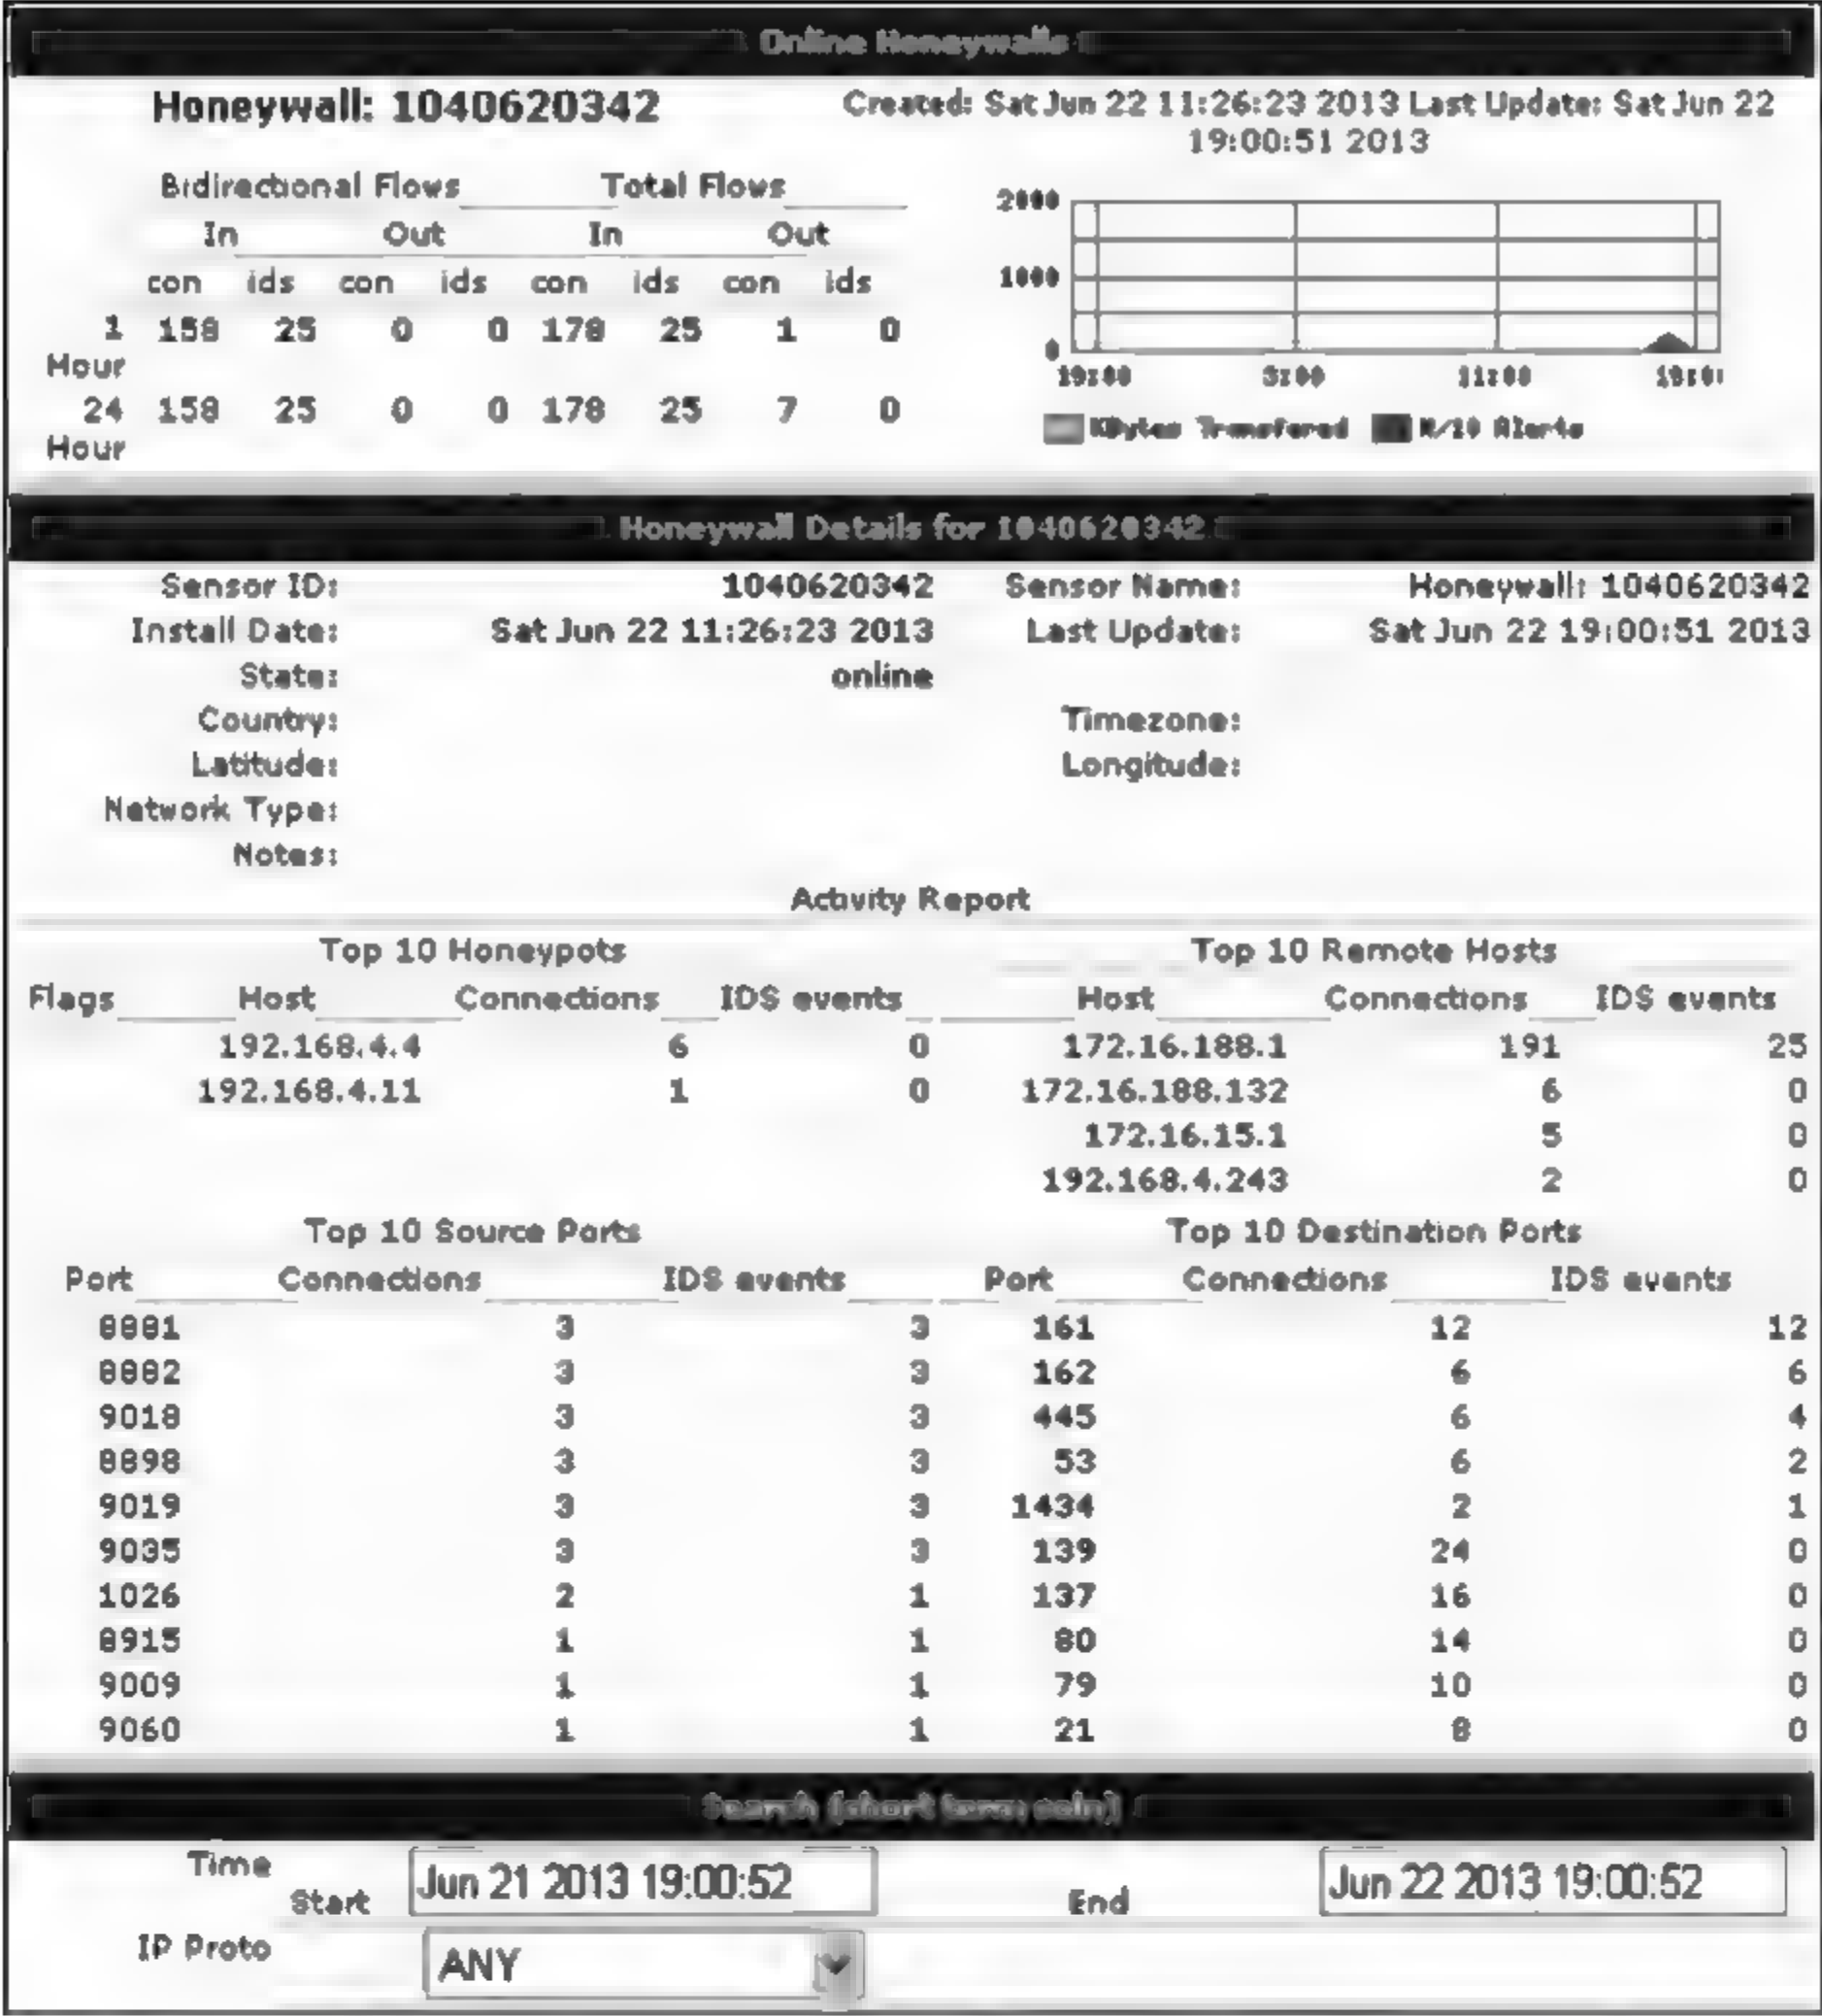 Online Honeywalls
Honeywall: 1040620342
Created: Sat Jun 22 11:26:23 2013 Last Update: Sat Jun 22
19:00:51 2013
Bidirectional Flows Total Flows
In Out In Out
con ids con ids con ids con ids
1 158 25 0 0 178 25 1 0
Hour
24 158 25 0 0 178 25 7 0
Hour
2000
1000
0
19:00 3:00 11:00
KBytes Transfered K/10 Alerts
Honeywall Details for 1040620342
Sensor ID: 1040620342 Sensor Name: Honeywall: 1040620342
Install Date: Sat Jun 22 11:26:23 2013 Last Update: Sat Jun 22 19:00:51 2013
State: online
Country: Timezone:
Latitude: Longitude:
Network Type:
Notes:
Activity Report
Top 10 Honeypots Top 10 Remote Hosts
Flags Host Connections IDS events Host Connections IDS events
192.168.4.4 6 0 172.16.188.1 191 25
192.168.4.11 1 0 172.16.188.132 6 0
172.16.15.1 5 0
192.168.4.243 2 0
Top 10 Source Ports Top 10 Destination Ports
Port Connections IDS events Port Connections IDS events
8881 3 3 161 12 12
8882 3 3 162 6 6
9018 3 3 445 6 4
8898 3 3 53 6 2
9019 3 3 1434 2 1
9035 3 3 139 24 0
1026 2 1 137 16 0
8915 1 1 80 14 0
9009 1 1 79 10 0
9060 1 1 21 8 0
Search
Time
Start Jun 21 2013 19:00:52 End Jun 22 2013 19:00:52
IP Proto ANY